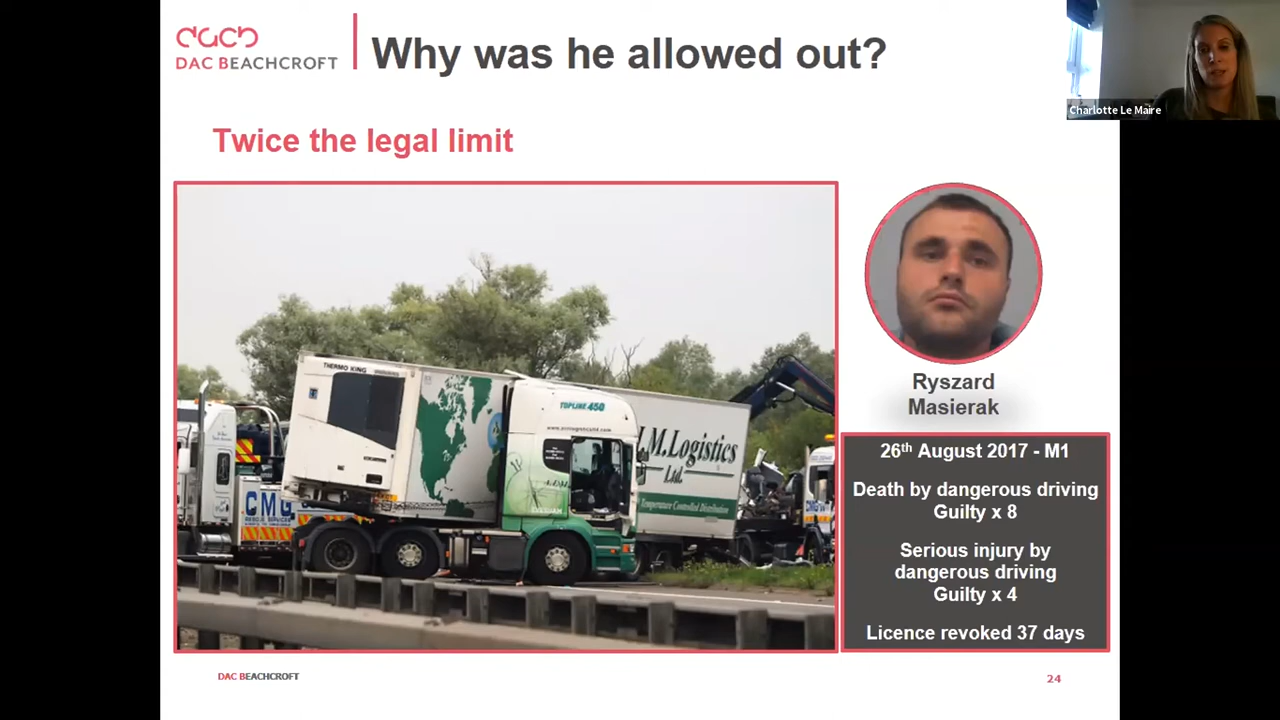 DAC BEACHCROFT
Why was he allowed out?
Charlotte Le Maire
Twice the legal limit
THERMO KING
TOPLINE 450
J.M.Logistics
Ltd.
Temperature Controlled Distribution
CMG
RESCUE SERVICES
Ryszard
Masierak
26th August 2017 - M1
Death by dangerous driving
Guilty x 8
Serious injury by
dangerous driving
Guilty x 4
Licence revoked 37 days
DAC BEACHCROFT
24